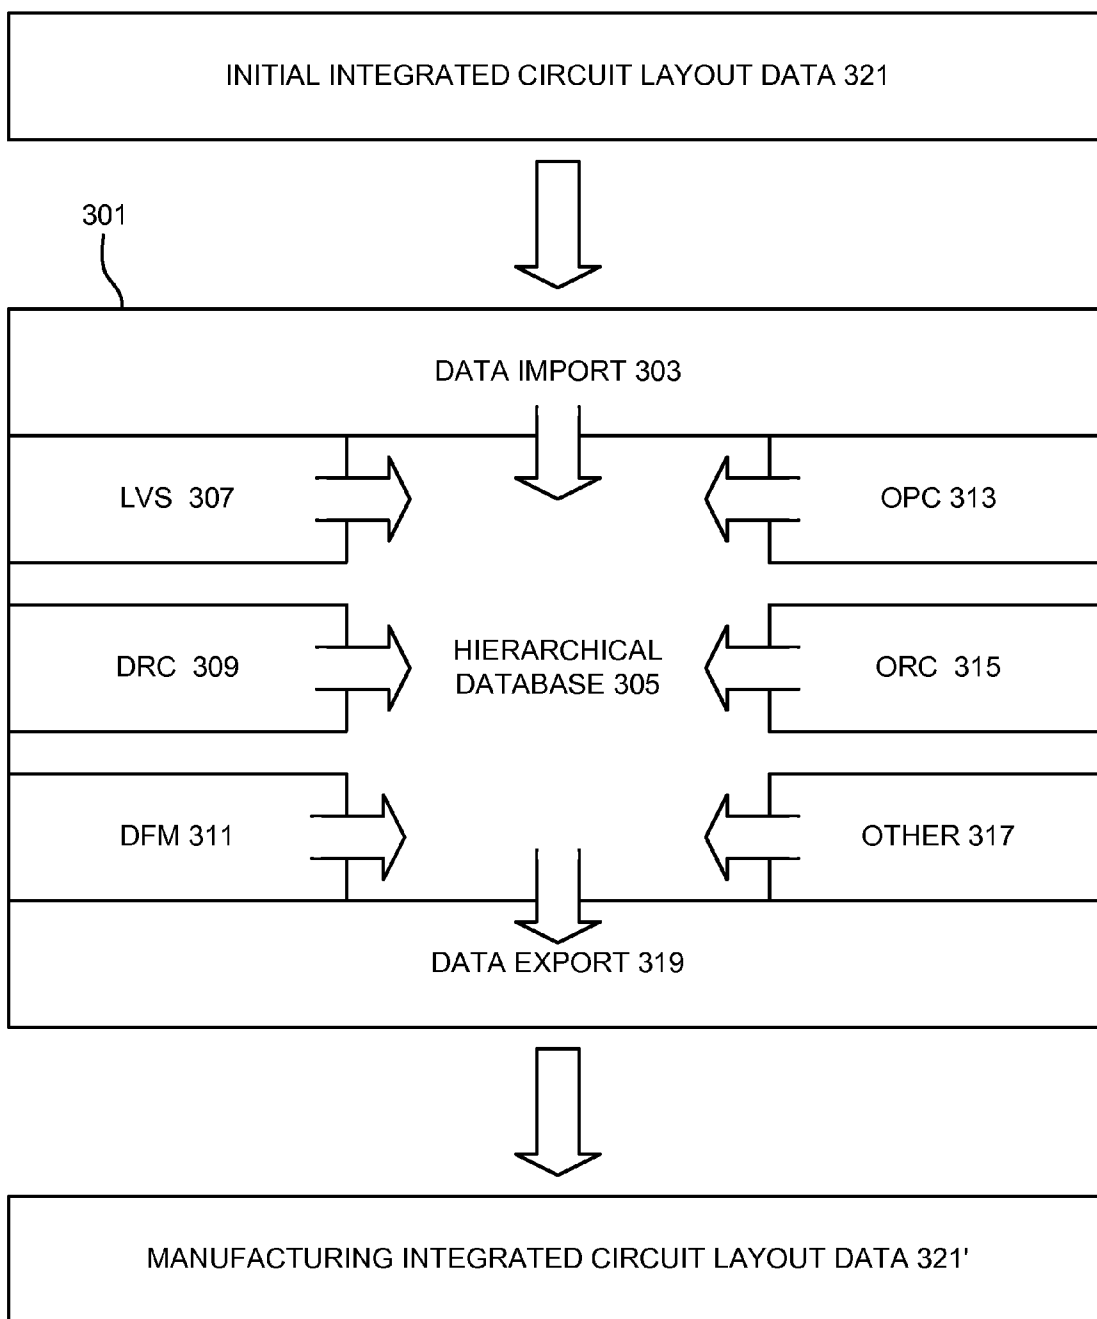 INITIAL INTEGRATED CIRCUIT LAYOUT DATA 321
301
DATA IMPORT 303
LVS 307
OPC 313
DRC 309
HIERARCHICAL
DATABASE 305
ORC 315
DFM 311
OTHER 317
DATA EXPORT 319
MANUFACTURING INTEGRATED CIRCUIT LAYOUT DATA 321'